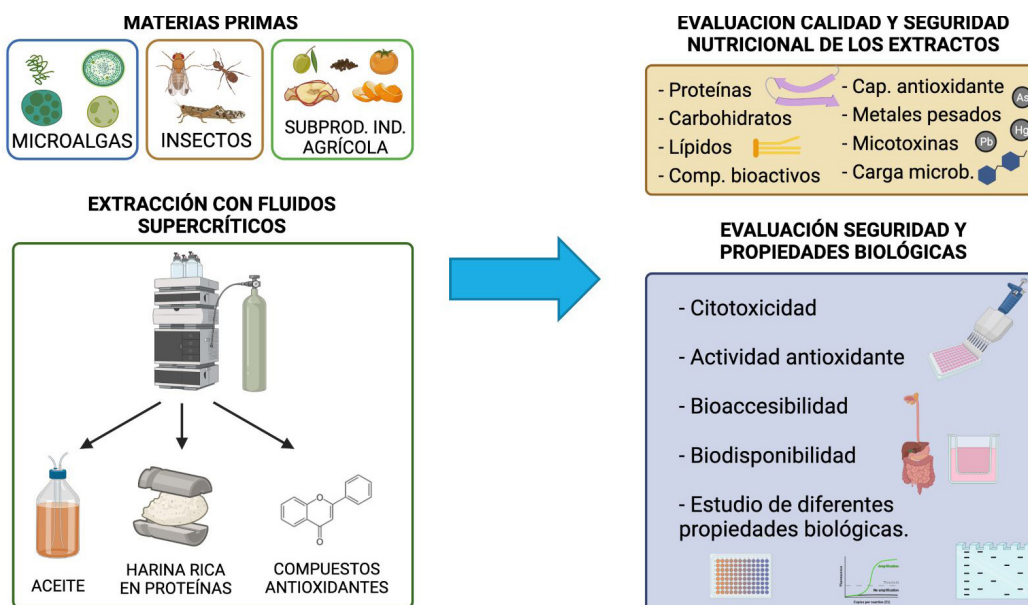 MATERIAS PRIMAS
MICROALGAS
INSECTOS
SUBPROD. IND.
AGRÍCOLA
EXTRACCIÓN CON FLUIDOS
SUPERCRÍTICOS
ACEITE
HARINA RICA
EN PROTEÍNAS
COMPUESTOS
ANTIOXIDANTES
O
O
EVALUACION CALIDAD Y SEGURIDAD
NUTRICIONAL DE LOS EXTRACTOS
- Proteínas
- Carbohidratos
- Lípidos
- Comp. bioactivos
- Cap. antioxidante
- Metales pesados
- Micotoxinas
- Carga microb.
As
Hg
Pb
EVALUACIÓN SEGURIDAD Y
PROPIEDADES BIOLÓGICAS
- Citotoxicidad
- Actividad antioxidante
- Bioaccesibilidad
- Biodisponibilidad
- Estudio de diferentes
propiedades biológicas.